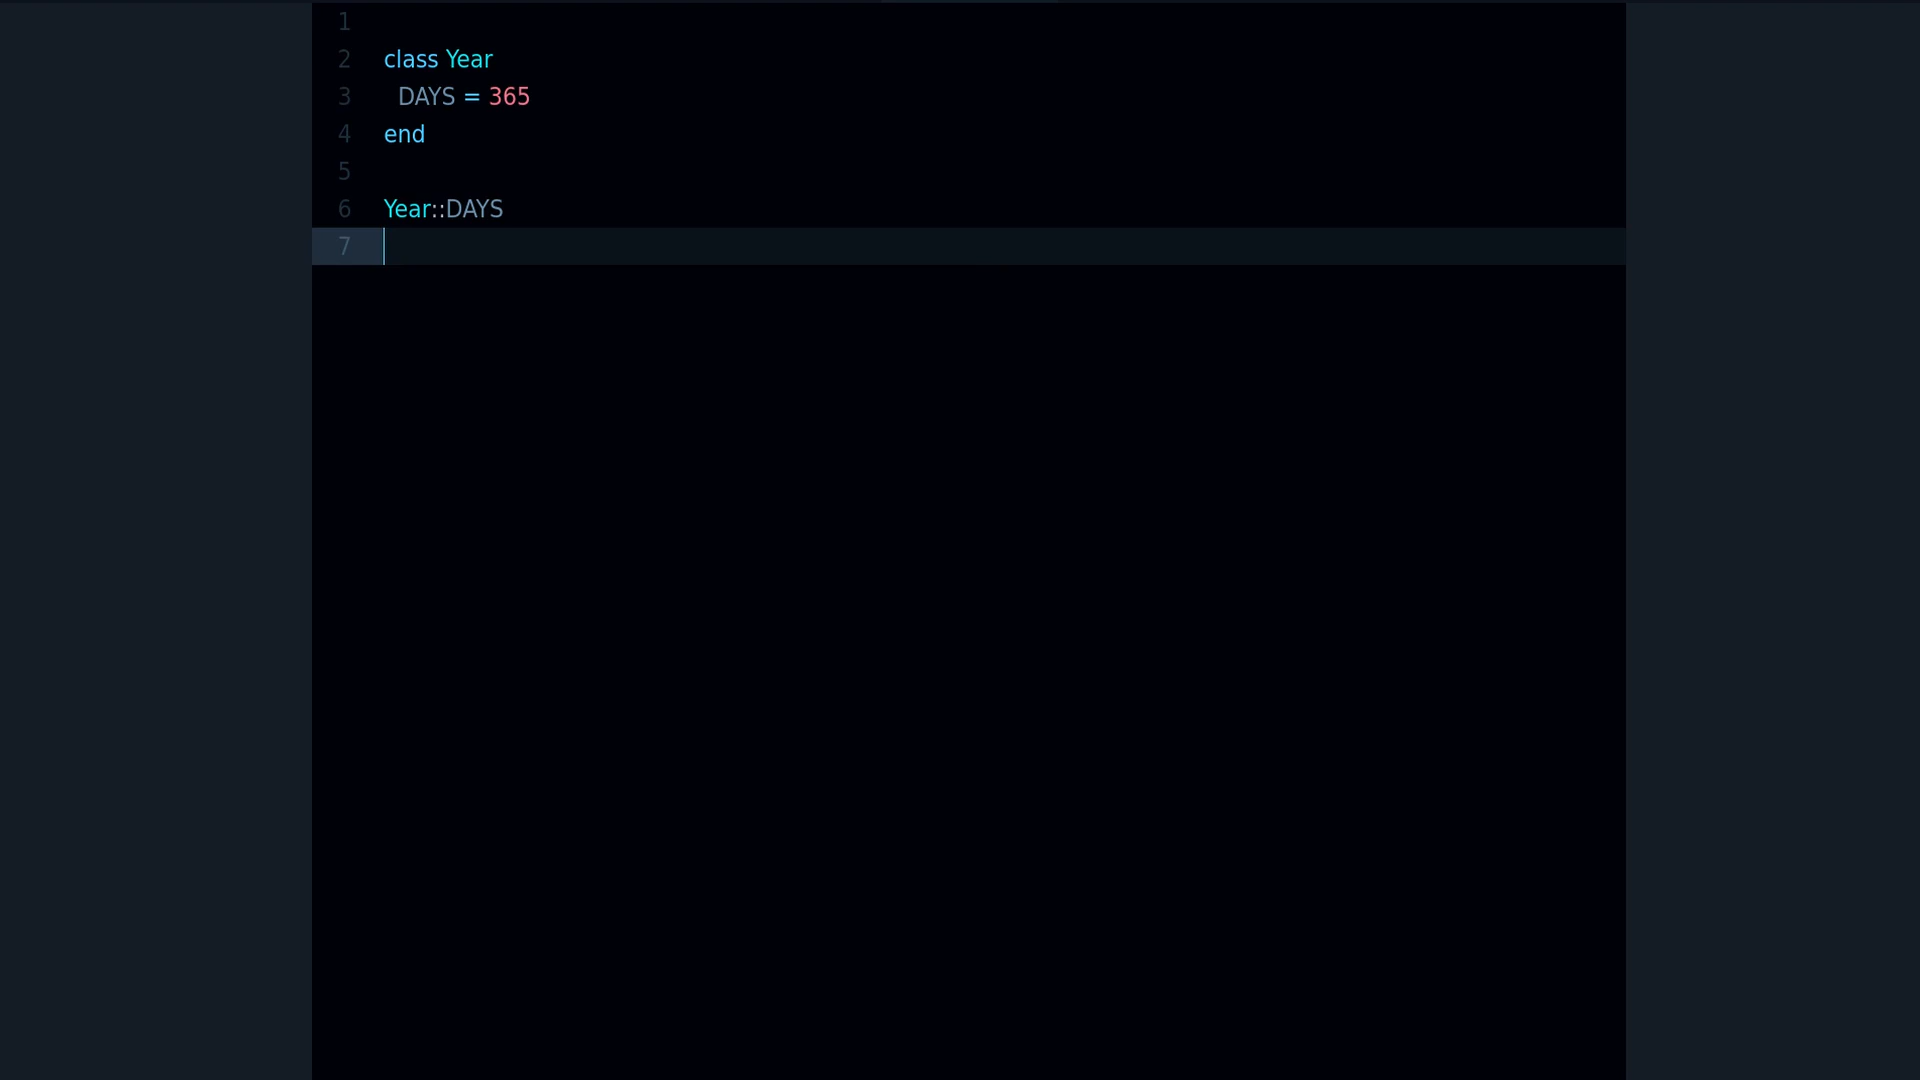 1
2 class Year
3   DAYS = 365
4 end
5
6 Year::DAYS
7